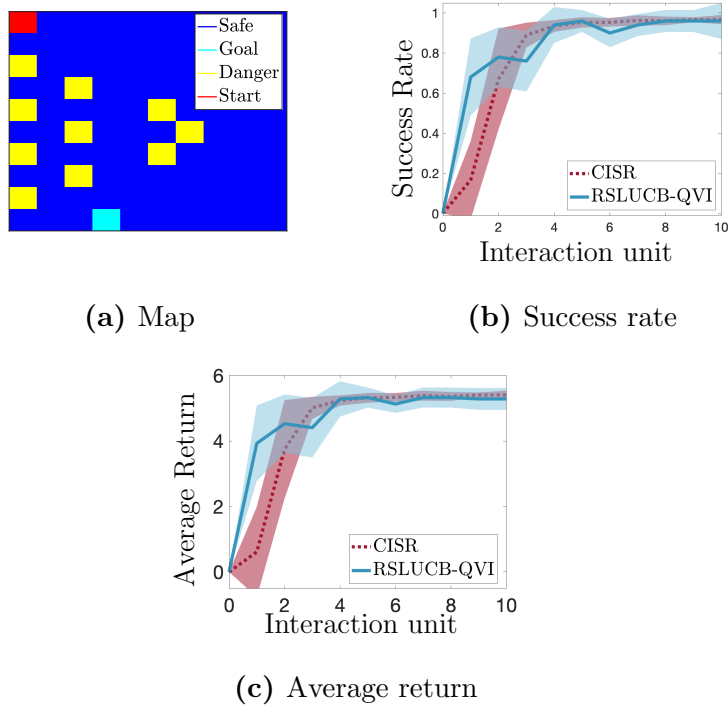 Safe
Goal
Danger
Start
(a) Map
Success Rate
1
0.8
0.6
0.4
0.2
0
0 2 4 6 8 10
Interaction unit
CISR
RSLUCB-QVI
(b) Success rate
Average Return
6
4
2
0
0 2 4 6 8 10
Interaction unit
CISR
RSLUCB-QVI
(c) Average return